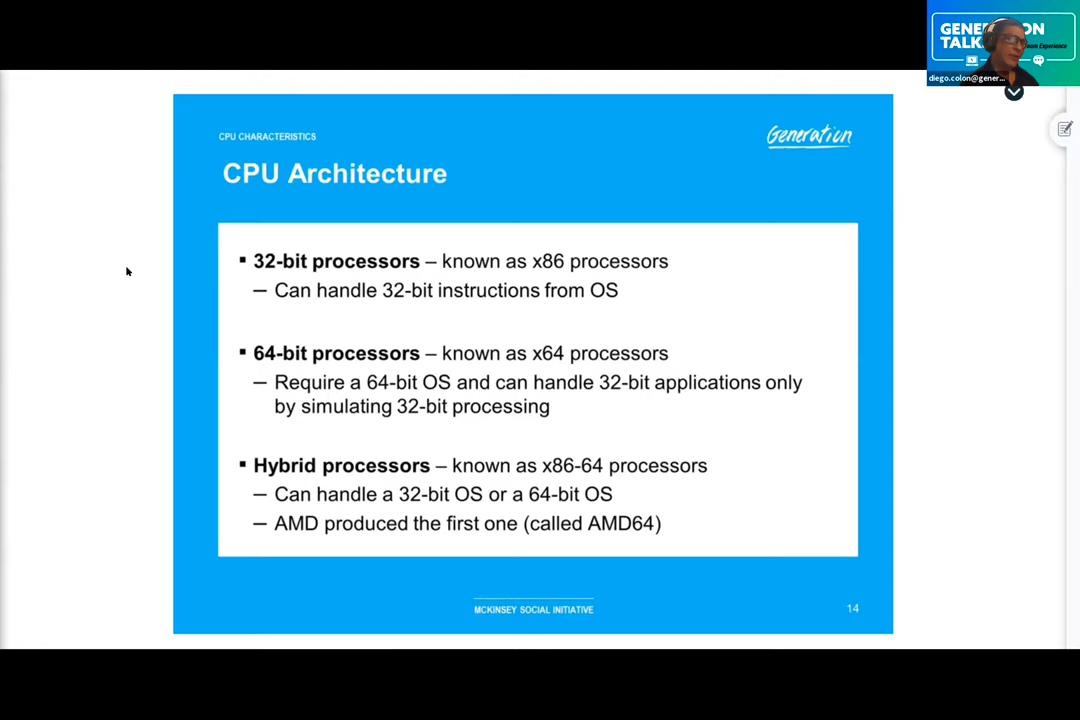 GENERATION
TALK
oom Experience
diego.colon@gener...
CPU CHARACTERISTICS
Generation
CPU Architecture
▪ 32-bit processors – known as x86 processors
– Can handle 32-bit instructions from OS
▪ 64-bit processors – known as x64 processors
– Require a 64-bit OS and can handle 32-bit applications only
by simulating 32-bit processing
▪ Hybrid processors – known as x86-64 processors
– Can handle a 32-bit OS or a 64-bit OS
– AMD produced the first one (called AMD64)
MCKINSEY SOCIAL INITIATIVE
14